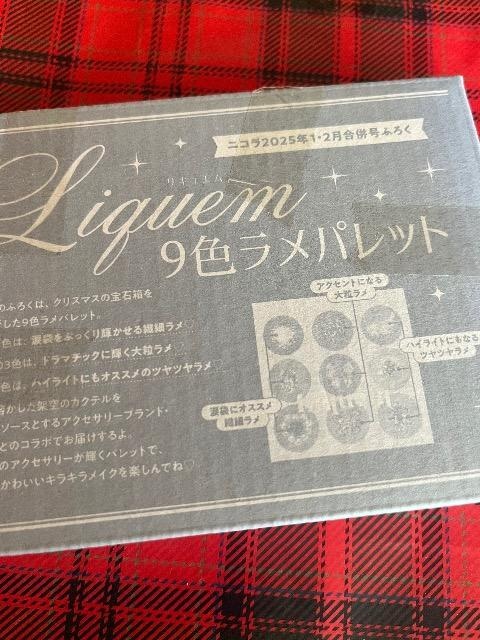 ニコラ2025年1・2月合併号ふろく
Liquem
リキュエム
9色ラメパレット
のふろくは、クリスマスの宝石箱を
した9色ラメパレット。
色は、涙袋をぷっくり輝かせる繊細ラメ♡
の3色は、ドラマチックに輝く大粒ラメ♡
色は、ハイライトにもオススメのツヤツヤラメ♡
溶かした架空のカクテルを
ソースとするアクセサリーブランド・
とのコラボでお届けするよ。
のアクセサリーが輝くパレットで、
かわいいキラキラメイクを楽しんでね♡
アクセントになる
大粒ラメ
ハイライトにもなる
ツヤツヤラメ
涙袋にオススメ
繊細ラメ